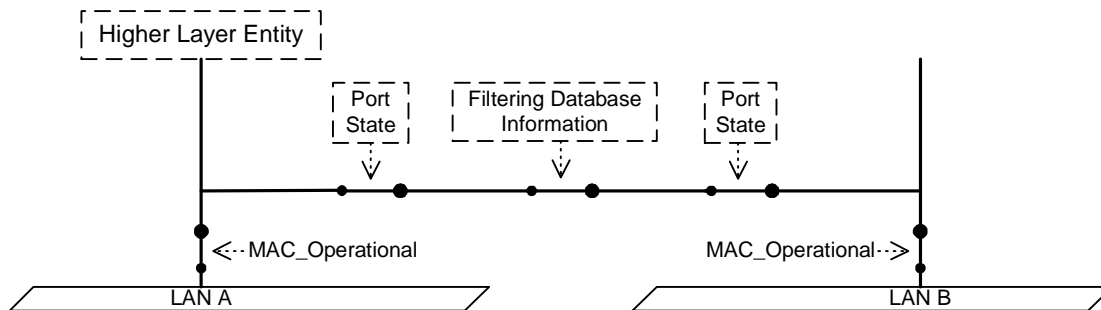 Higher Layer Entity
Port
State
Filtering Database
Information
Port
State
MAC_Operational
MAC_Operational
LAN A
LAN B